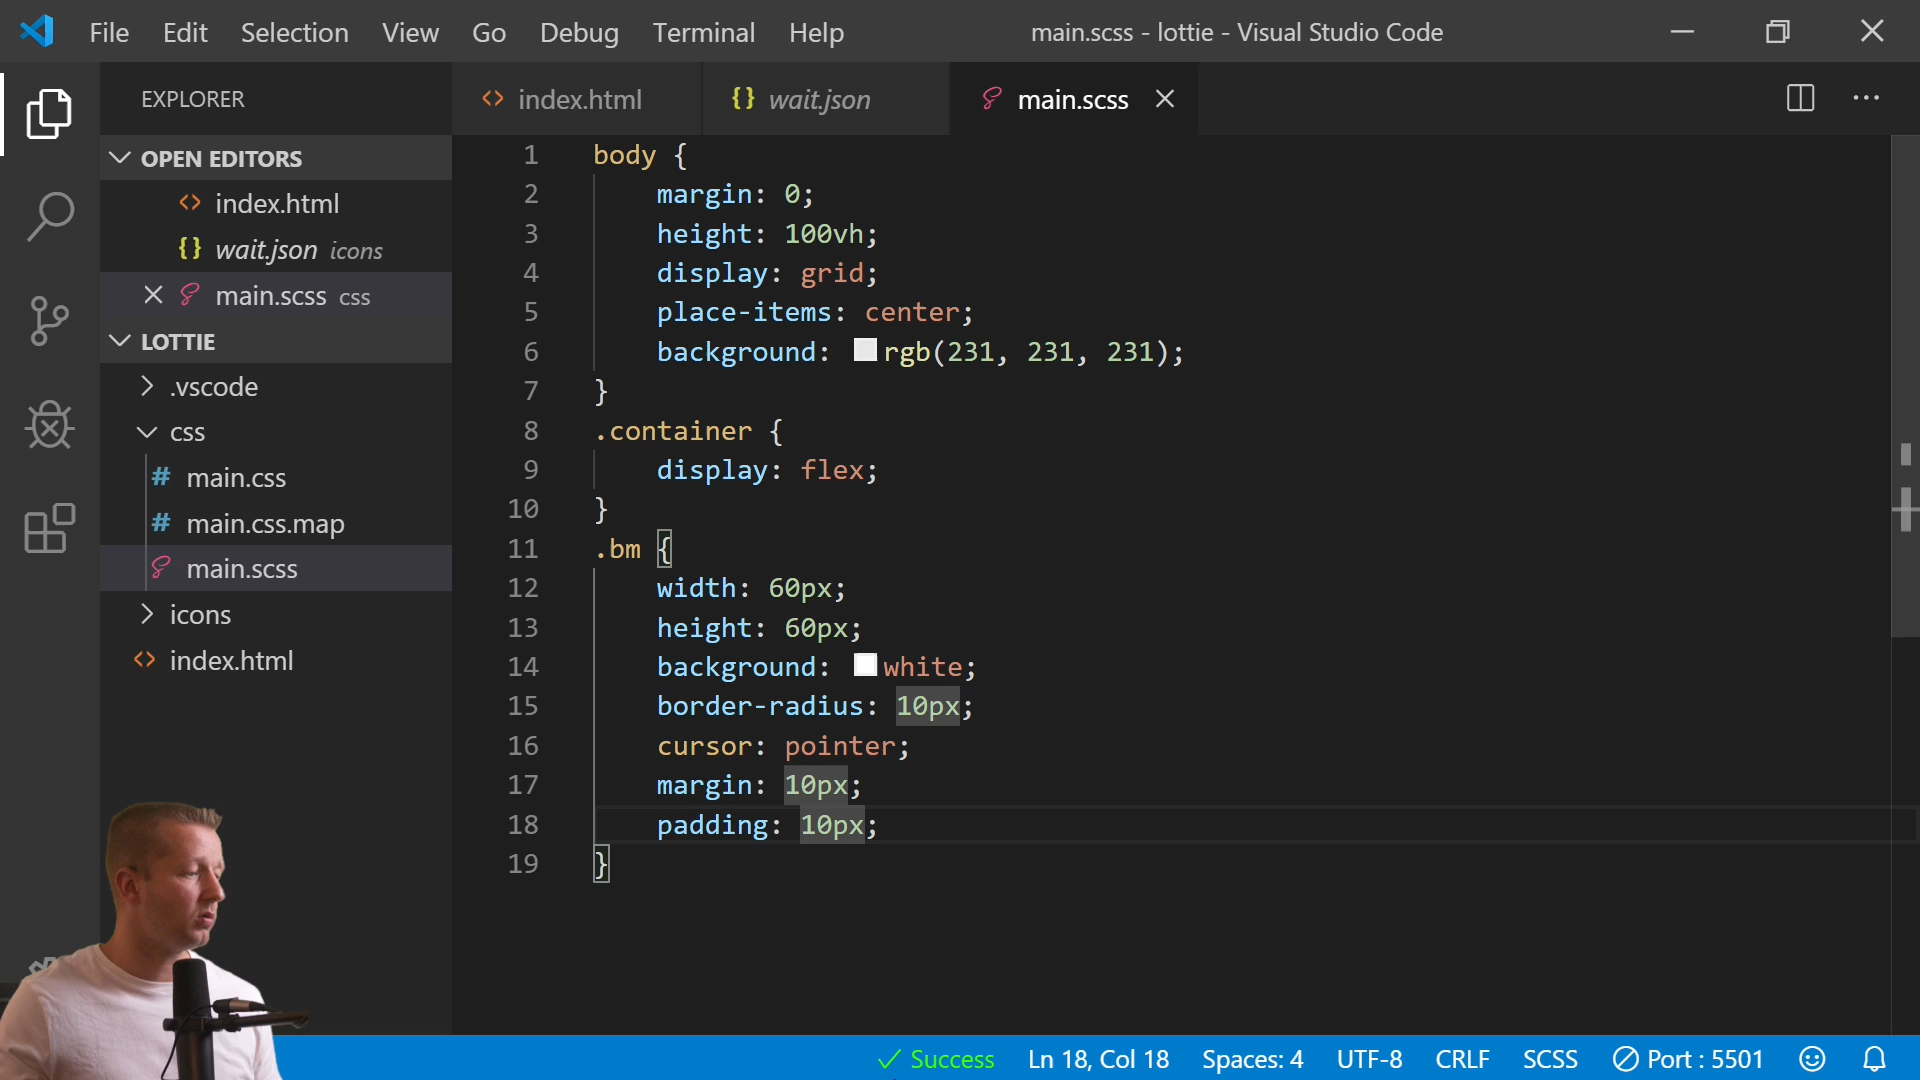 File Edit Selection View Go Debug Terminal Help
main.scss - lottie - Visual Studio Code
EXPLORER
OPEN EDITORS
index.html
wait.json icons
main.scss css
LOTTIE
.vscode
css
main.css
main.css.map
main.scss
icons
index.html
index.html
wait.json
main.scss
1 body {
2 margin: 0;
3 height: 100vh;
4 display: grid;
5 place-items: center;
6 background: rgb(231, 231, 231);
7 }
8 .container {
9 display: flex;
10 }
11 .bm {
12 width: 60px;
13 height: 60px;
14 background: white;
15 border-radius: 10px;
16 cursor: pointer;
17 margin: 10px;
18 padding: 10px;
19 }
Success Ln 18, Col 18 Spaces: 4 UTF-8 CRLF SCSS Port : 5501